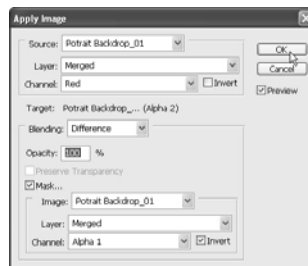 Apply Image
Source: Potrait Backdrop_01
OK
Layer: Merged
Cancel
Channel: Red Invert
Preview
Target: Potrait Backdrop_... (Alpha 2)
Blending: Difference
Opacity: 100 %
Preserve Transparency
Mask...
Image: Potrait Backdrop_01
Layer: Merged
Channel: Alpha 1 Invert